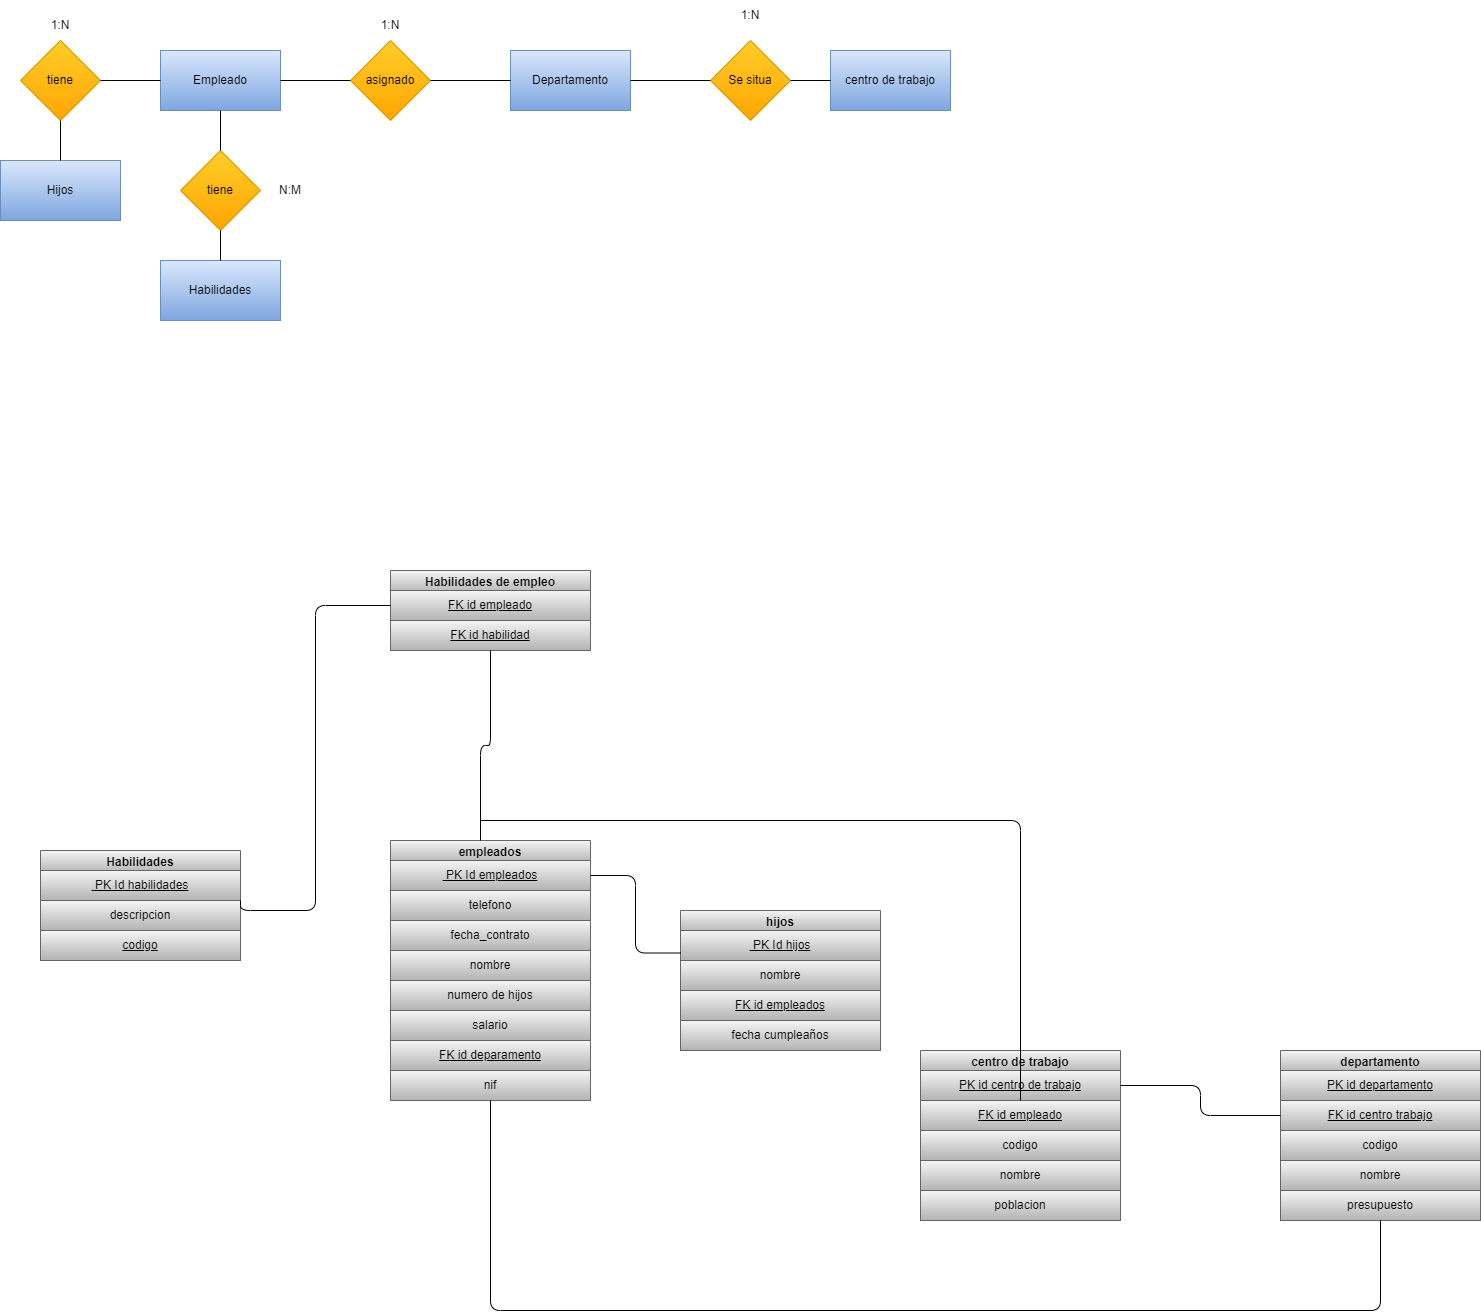 1:N
1:N
1:N
tiene
Empleado
asignado
Departamento
Se situa
centro de trabajo
Hijos
tiene
N:M
Habilidades
Habilidades de empleo
FK id empleado
FK id habilidad
Habilidades
PK Id habilidades
descripcion
codigo
empleados
PK Id empleados
telefono
fecha_contrato
nombre
numero de hijos
salario
FK id deparamento
nif
hijos
PK Id hijos
nombre
FK id empleados
fecha cumpleaños
centro de trabajo
PK id centro de trabajo
FK id empleado
codigo
nombre
poblacion
departamento
PK id departamento
FK id centro trabajo
codigo
nombre
presupuesto